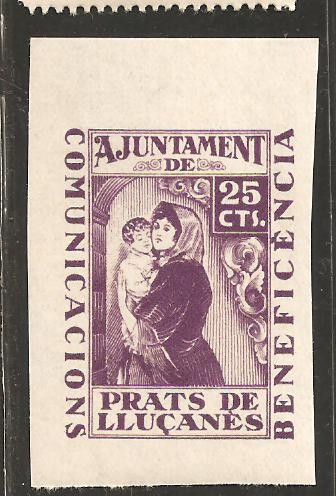 AJUNTAMENT
DE
25
CTS.
COMUNICACIONS
BENEFICÈNCIA
PRATS DE
LLUÇANÈS